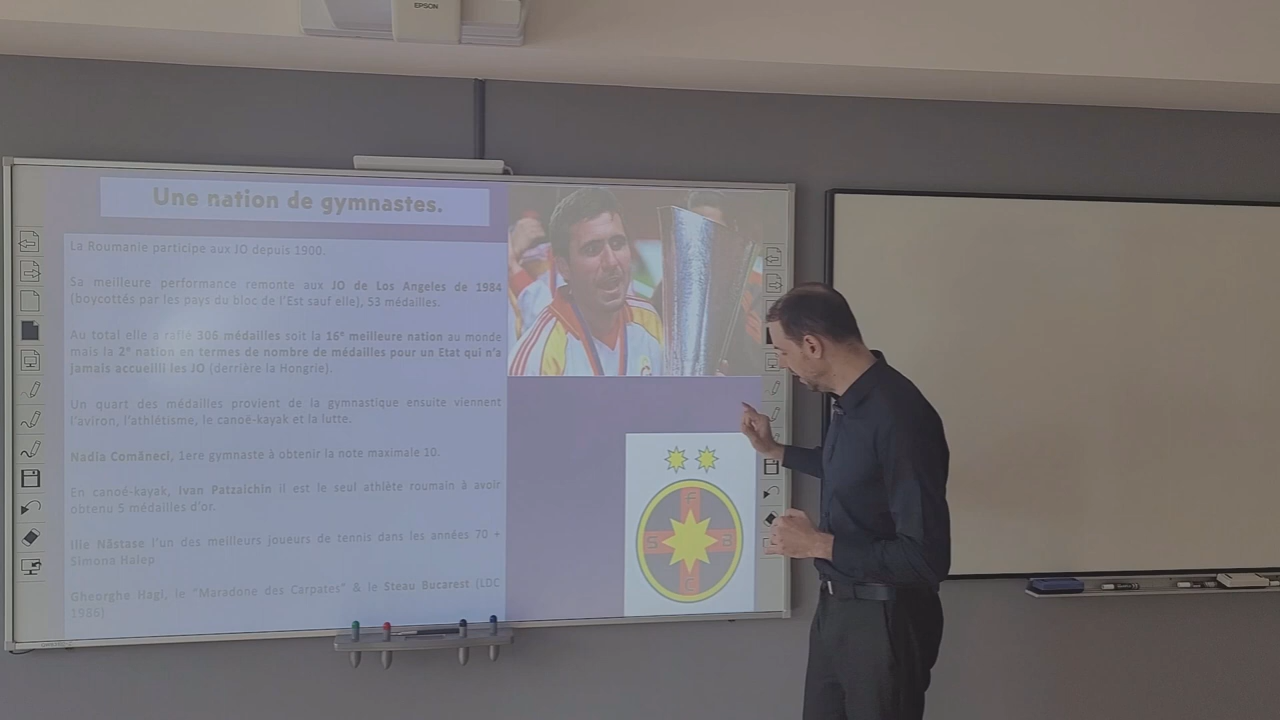 EPSON
Une nation de gymnastes.
La Roumanie participe aux JO depuis 1900.
Sa meilleure performance remonte aux JO de Los Angeles de 1984
(boycottés par les pays du bloc de l'Est sauf elle), 53 médailles.
Au total elle a raflé 306 médailles soit la 16e meilleure nation au monde
mais la 2e nation en termes de nombre de médailles pour un Etat qui n'a
jamais accueilli les JO (derrière la Hongrie).
Un quart des médailles provient de la gymnastique ensuite viennent
l'aviron, l'athlétisme, le canoë-kayak et la lutte.
Nadia Comăneci, 1ere gymnaste à obtenir la note maximale 10.
En canoë-kayak, Ivan Patzaichin il est le seul athlète roumain à avoir
obtenu 5 médailles d'or.
Ilie Năstase l'un des meilleurs joueurs de tennis dans les années 70 +
Simona Halep
Gheorghe Hagi, le "Maradone des Carpates" & le Steau Bucarest (LDC
1986)
F
S B
C